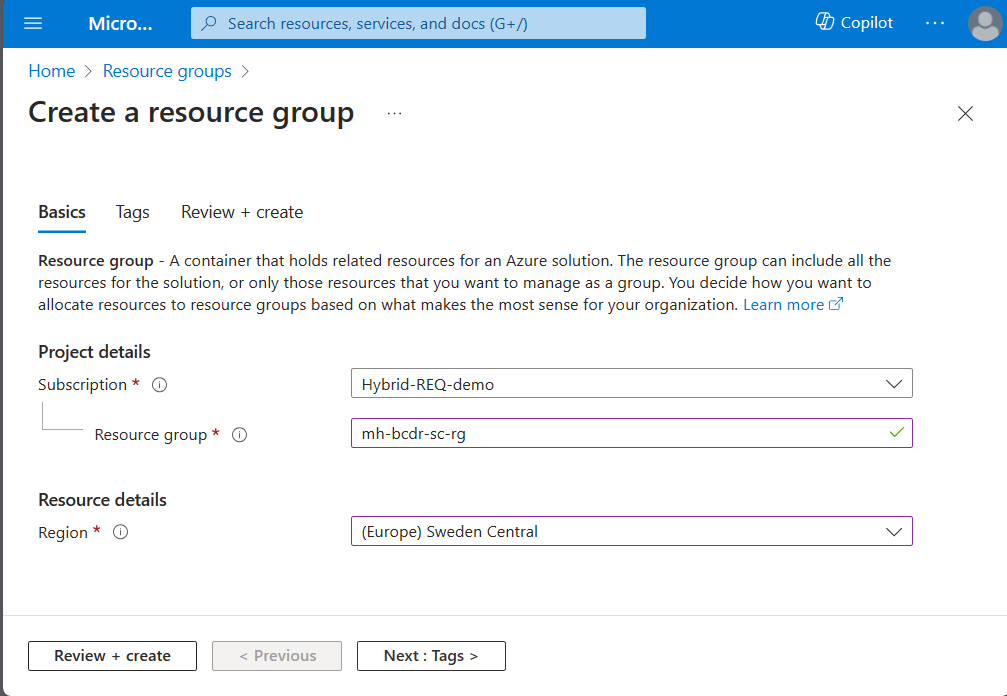 Micro... Search resources, services, and docs (G+/) Copilot ...
Home > Resource groups >
Create a resource group ...
Basics Tags Review + create
Resource group - A container that holds related resources for an Azure solution. The resource group can include all the
resources for the solution, or only those resources that you want to manage as a group. You decide how you want to
allocate resources to resource groups based on what makes the most sense for your organization. Learn more
Project details
Subscription * Hybrid-REQ-demo
Resource group * mh-bcdr-sc-rg
Resource details
Region * (Europe) Sweden Central
Review + create < Previous Next : Tags >